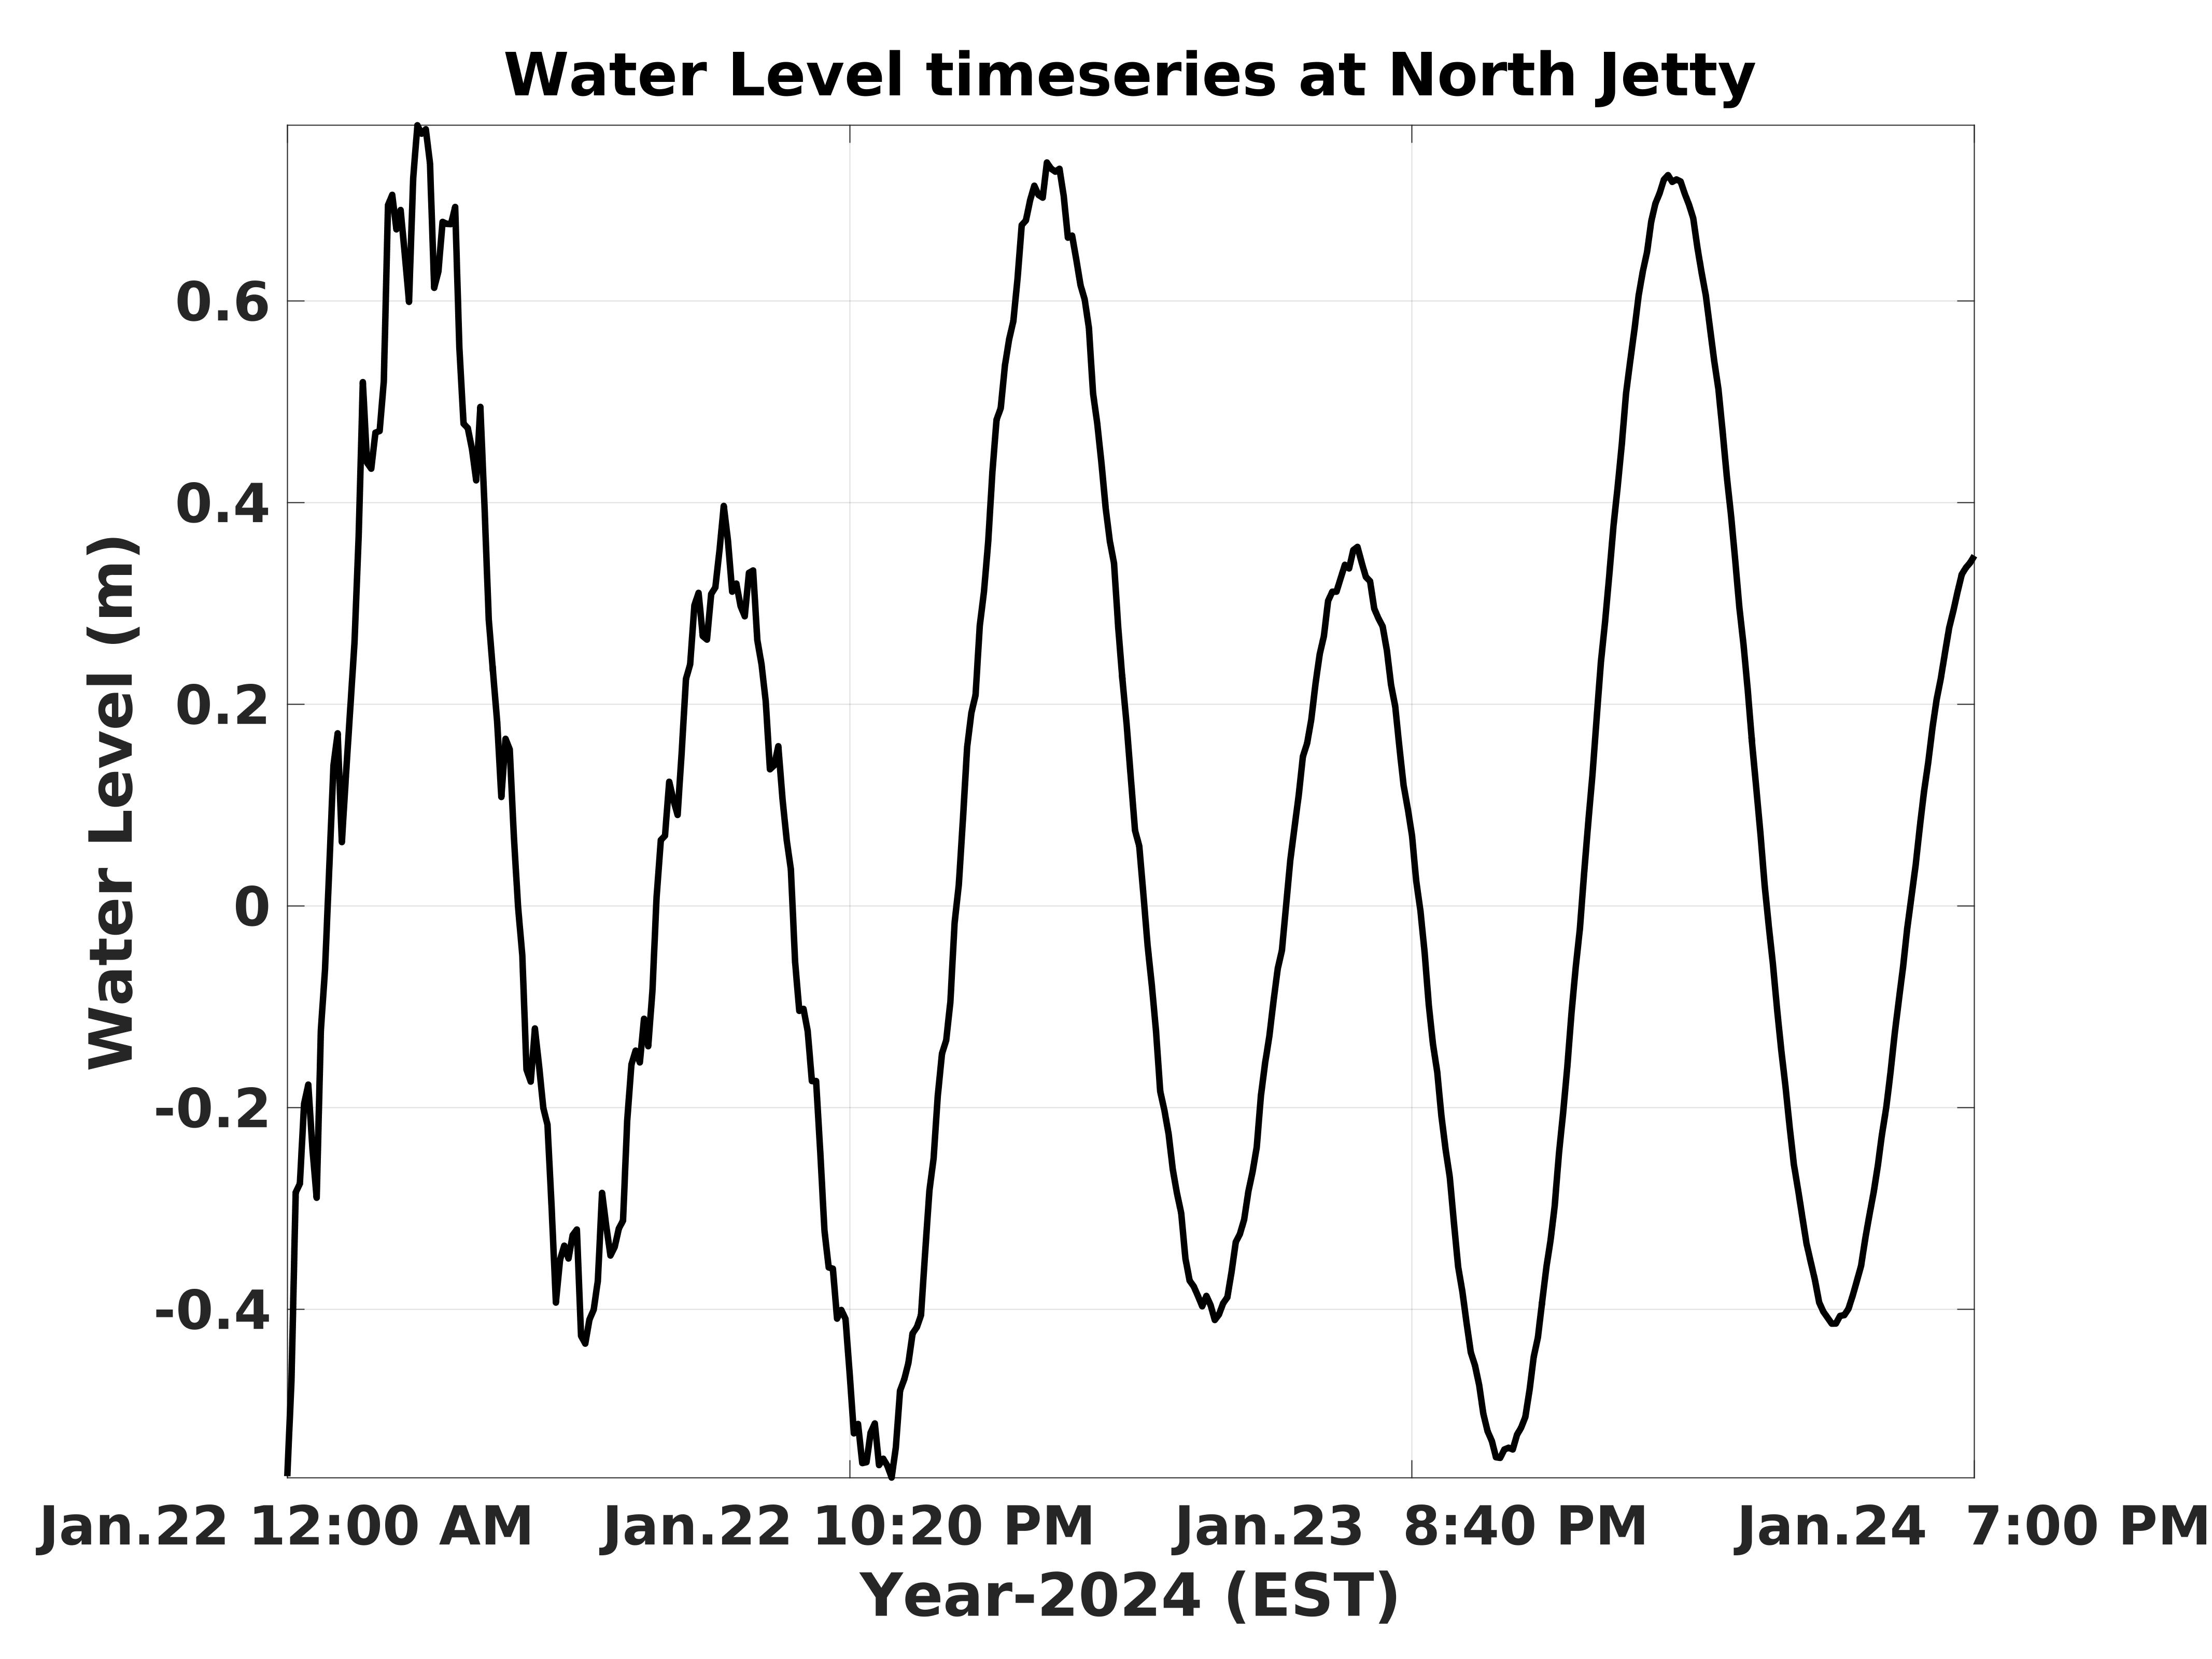 Water Level timeseries at North Jetty
Water Level (m)
0.6
0.4
0.2
0
-0.2
-0.4
Jan.22 12:00 AM
Jan.22 10:20 PM
Jan.23 8:40 PM
Jan.24 7:00 PM
Year-2024 (EST)